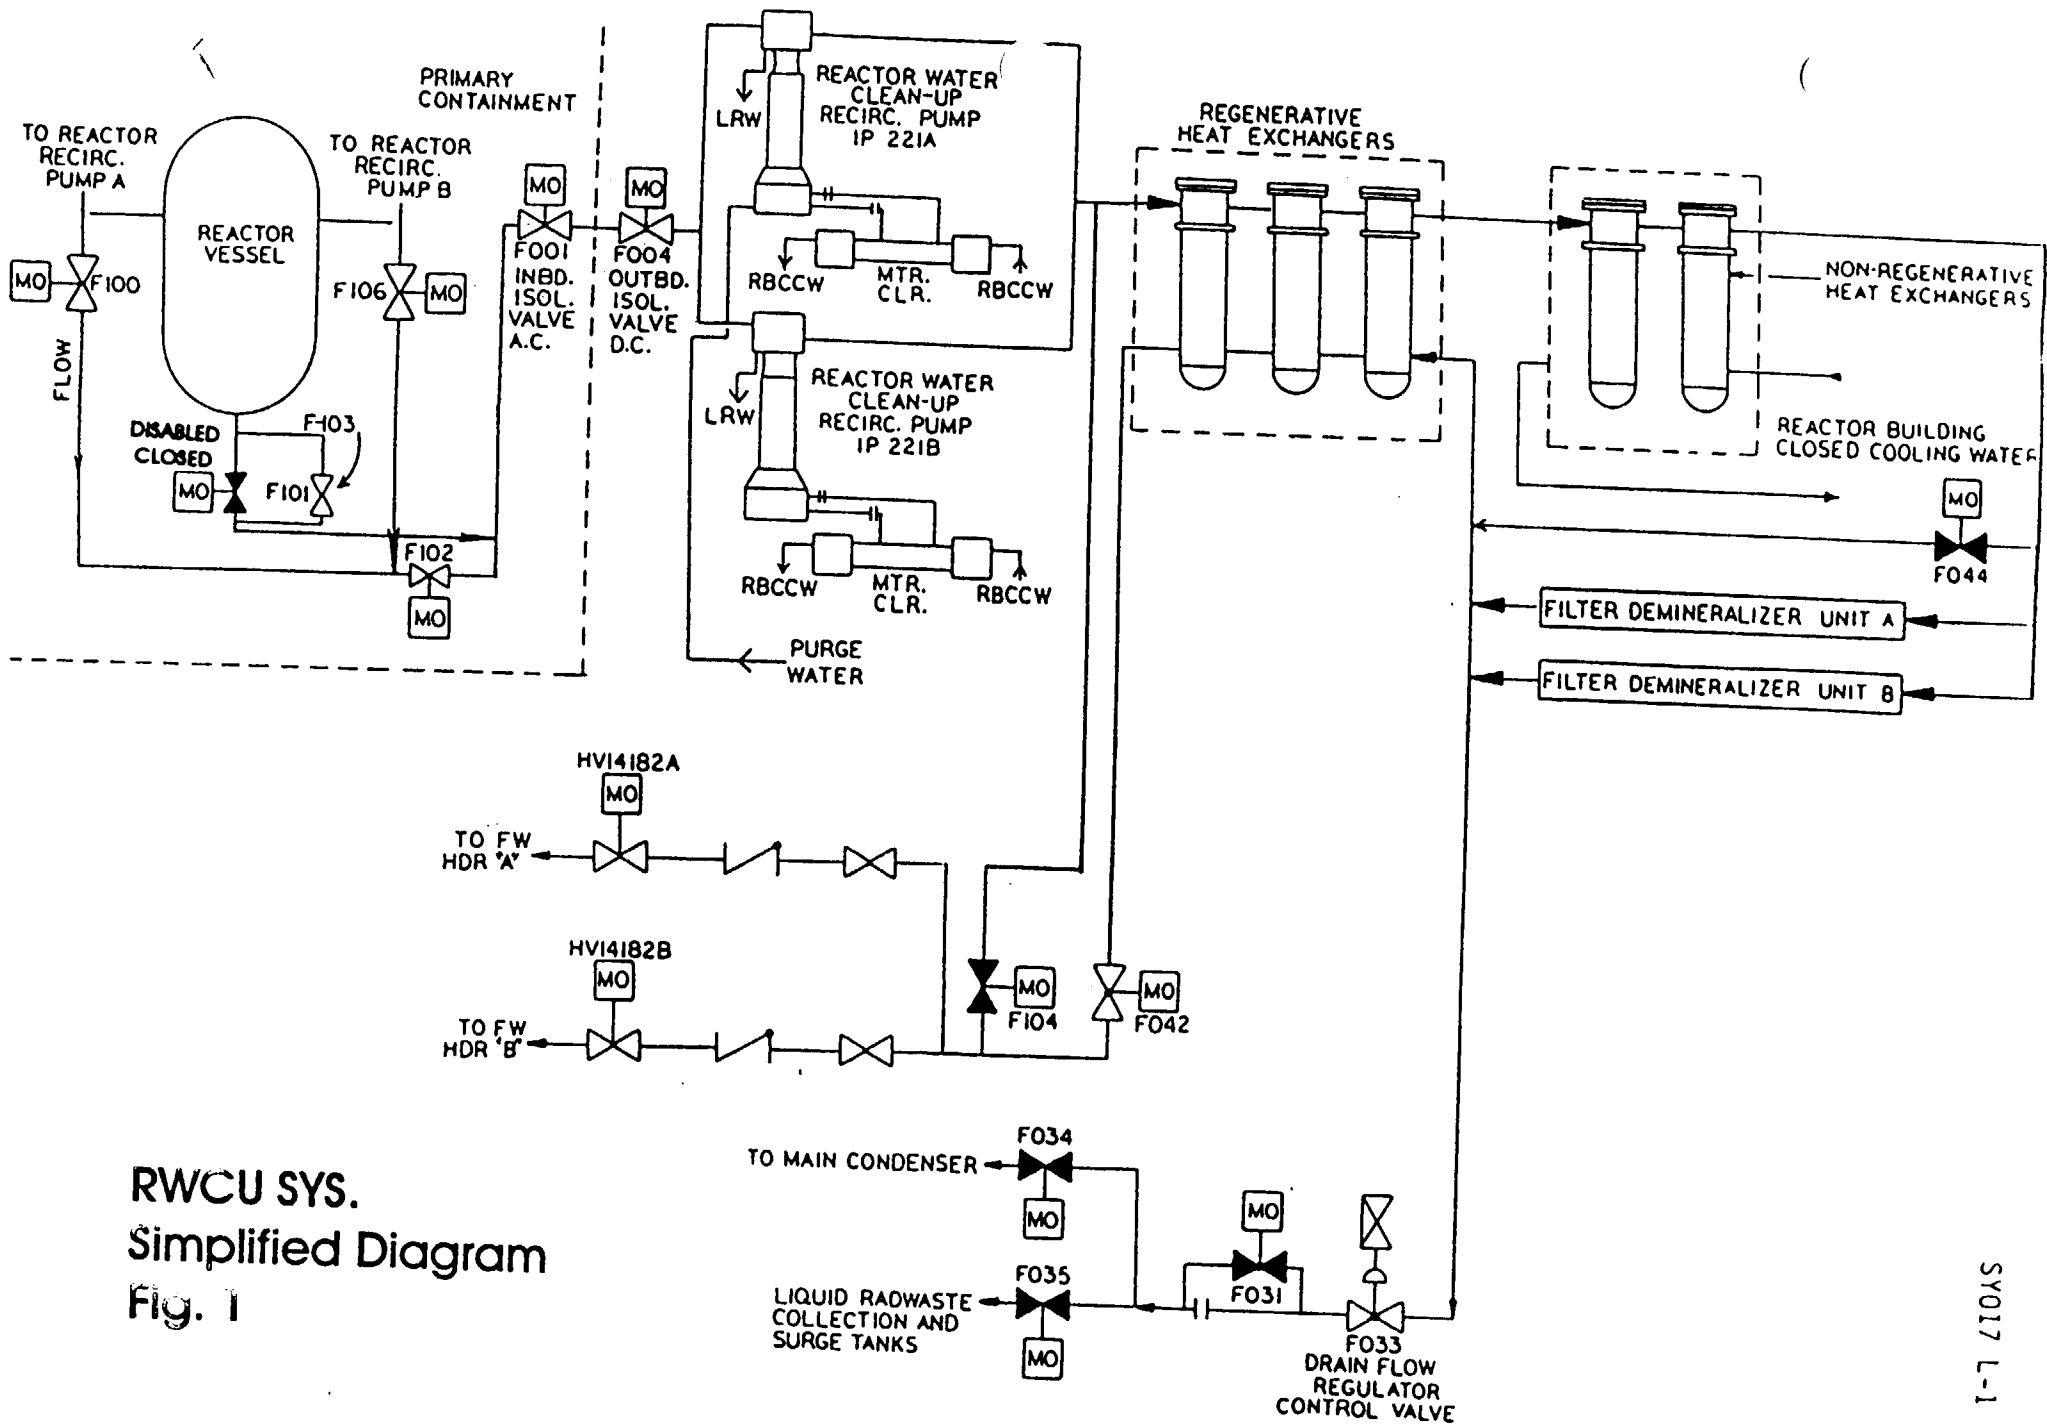 PRIMARY
CONTAINMENT
TO REACTOR
RECIRC.
PUMP A
TO REACTOR
RECIRC.
PUMP B
REACTOR
VESSEL
MO
F100
F106
MO
FLOW
DISABLED
CLOSED
MO
F103
F101
F102
MO
MO
F001
INBD.
ISOL.
VALVE
A.C.
MO
F004
OUTBD.
ISOL.
VALVE
D.C.
LRW
REACTOR WATER
CLEAN-UP
RECIRC. PUMP
1P 221A
RBCCW
MTR.
CLR.
RBCCW
LRW
REACTOR WATER
CLEAN-UP
RECIRC. PUMP
1P 221B
RBCCW
MTR.
CLR.
RBCCW
PURGE
WATER
REGENERATIVE
HEAT EXCHANGERS
NON-REGENERATIVE
HEAT EXCHANGERS
REACTOR BUILDING
CLOSED COOLING WATER
MO
F044
FILTER DEMINERALIZER UNIT A
FILTER DEMINERALIZER UNIT B
HV14182A
MO
TO FW
HDR "A"
HV14182B
MO
TO FW
HDR "B"
MO
F104
MO
F042
F034
TO MAIN CONDENSER
MO
MO
F031
F035
LIQUID RADWASTE
COLLECTION AND
SURGE TANKS
MO
F033
DRAIN FLOW
REGULATOR
CONTROL VALVE
RWCU SYS.
Simplified Diagram
Fig. 1
SY017 L-1